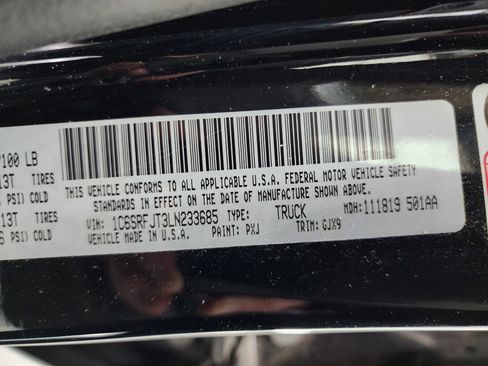 7100 LB
13T TIRES
PSI) COLD
13T TIRES
PSI) COLD
THIS VEHICLE CONFORMS TO ALL APPLICABLE U.S.A. FEDERAL MOTOR VEHICLE SAFETY
STANDARDS IN EFFECT ON THE DATE OF MANUFACTURE SHOWN ABOVE.
VIN: 1C6SRFJT3LN233685 TYPE: TRUCK MDH:111819 501AA
VEHICLE MADE IN U.S.A. PAINT: PXJ TRIM: GJX9